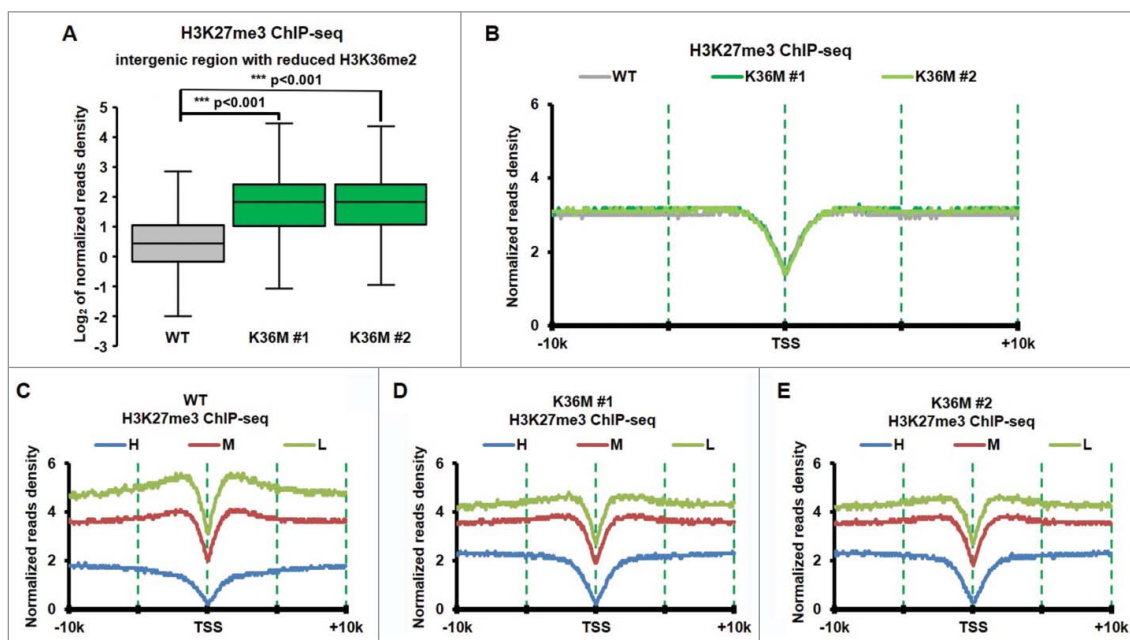 A
H3K27me3 ChIP-seq
intergenic region with reduced H3K36me2
*** p<0.001
*** p<0.001
Log2 of normalized reads density
5
4
3
2
1
0
-1
-2
-3
WT
K36M #1
K36M #2
B
H3K27me3 ChIP-seq
WT
K36M #1
K36M #2
Normalized reads density
6
4
2
0
-10k
TSS
+10k
C
WT
H3K27me3 ChIP-seq
H
M
L
Normalized reads density
6
4
2
0
-10k
TSS
+10k
D
K36M #1
H3K27me3 ChIP-seq
H
M
L
Normalized reads density
6
4
2
0
-10k
TSS
+10k
E
K36M #2
H3K27me3 ChIP-seq
H
M
L
Normalized reads density
6
4
2
0
-10k
TSS
+10k